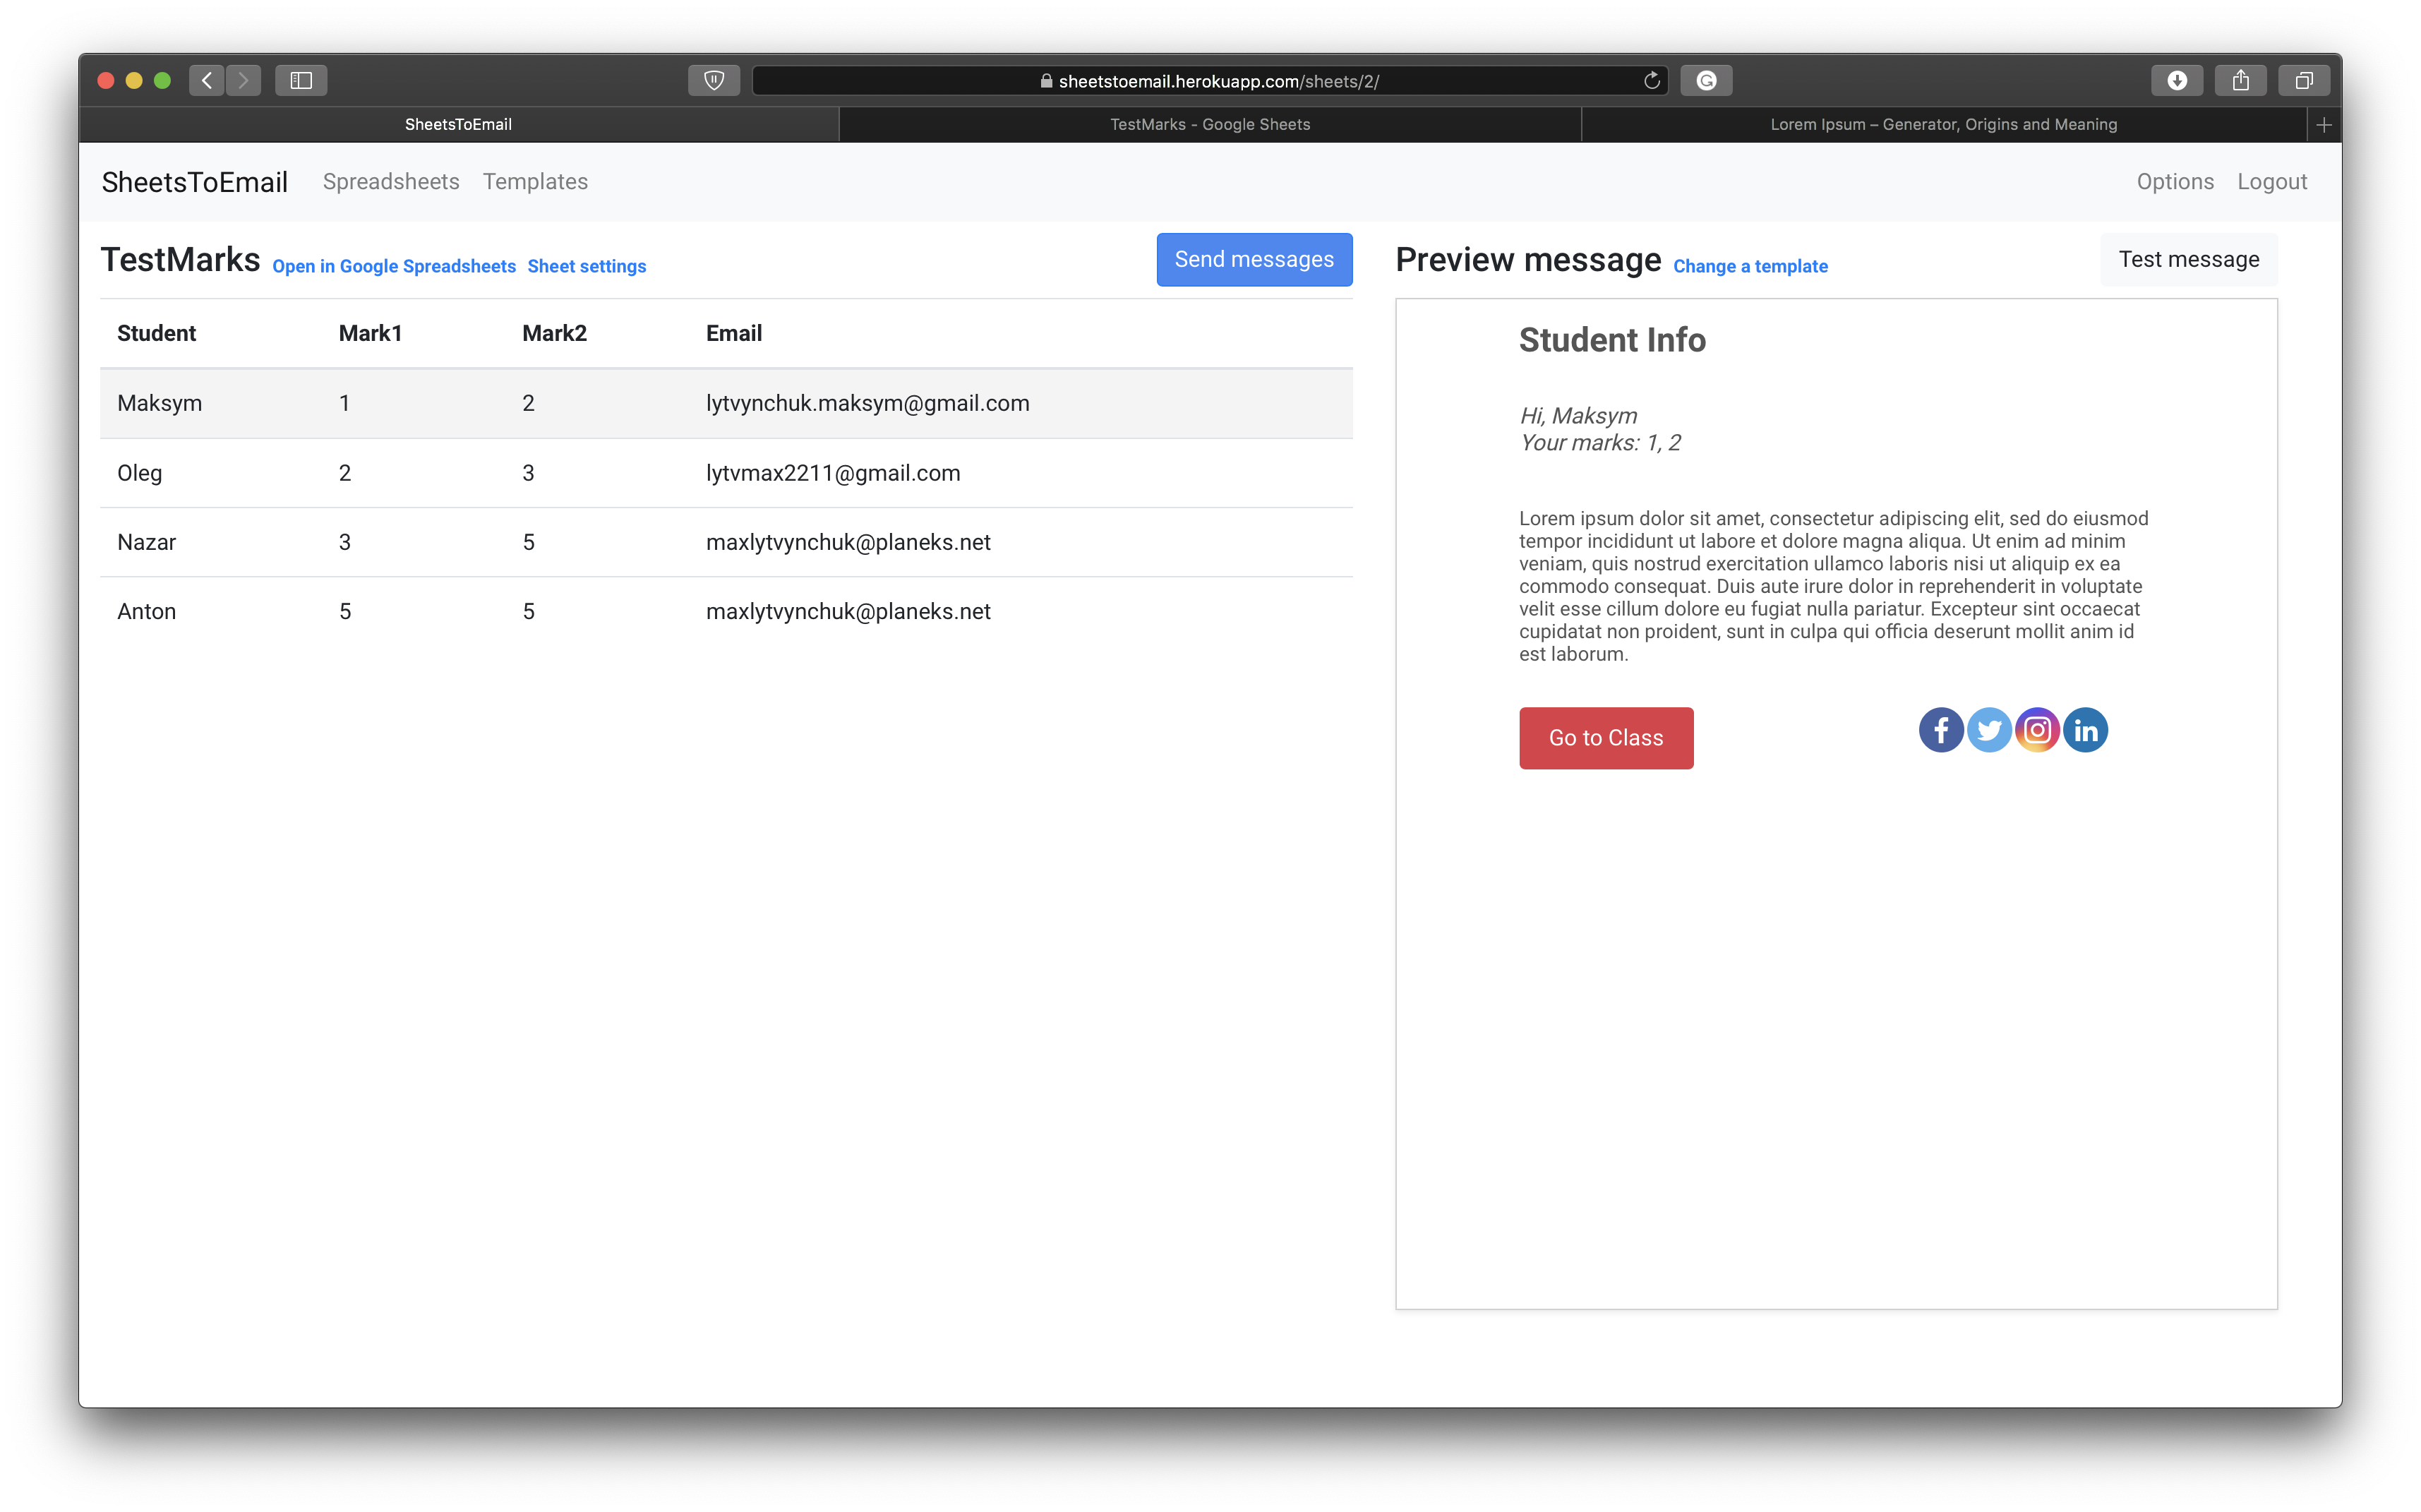 sheetstoemail.herokuapp.com/sheets/2/
SheetsToEmail
TestMarks - Google Sheets
Lorem Ipsum – Generator, Origins and Meaning
SheetsToEmail Spreadsheets Templates Options Logout
TestMarks Open in Google Spreadsheets Sheet settings Send messages
Student Mark1 Mark2 Email
Maksym 1 2 lytvynchuk.maksym@gmail.com
Oleg 2 3 lytvmax2211@gmail.com
Nazar 3 5 maxlytvynchuk@planeks.net
Anton 5 5 maxlytvynchuk@planeks.net
Preview message Change a template Test message
Student Info
Hi, Maksym
Your marks: 1, 2
Lorem ipsum dolor sit amet, consectetur adipiscing elit, sed do eiusmod
tempor incididunt ut labore et dolore magna aliqua. Ut enim ad minim
veniam, quis nostrud exercitation ullamco laboris nisi ut aliquip ex ea
commodo consequat. Duis aute irure dolor in reprehenderit in voluptate
velit esse cillum dolore eu fugiat nulla pariatur. Excepteur sint occaecat
cupidatat non proident, sunt in culpa qui officia deserunt mollit anim id
est laborum.
Go to Class